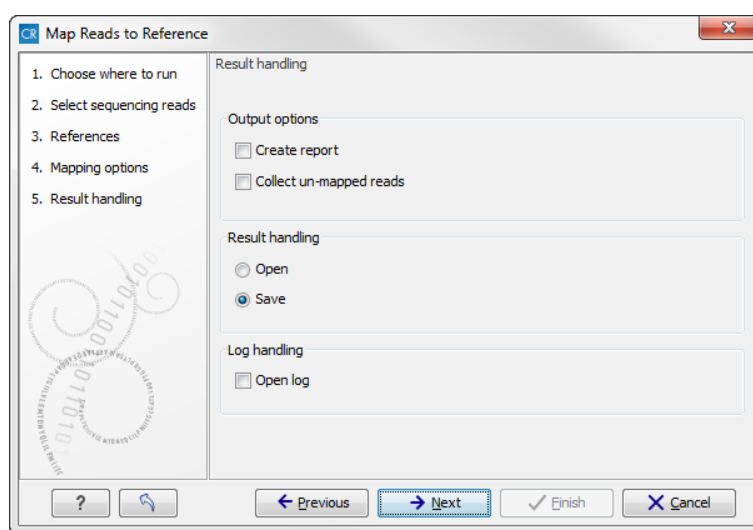 CR Map Reads to Reference
1. Choose where to run
2. Select sequencing reads
3. References
4. Mapping options
5. Result handling
Result handling
Output options
Create report
Collect un-mapped reads
Result handling
Open
Save
Log handling
Open log
?
Previous
Next
Finish
Cancel